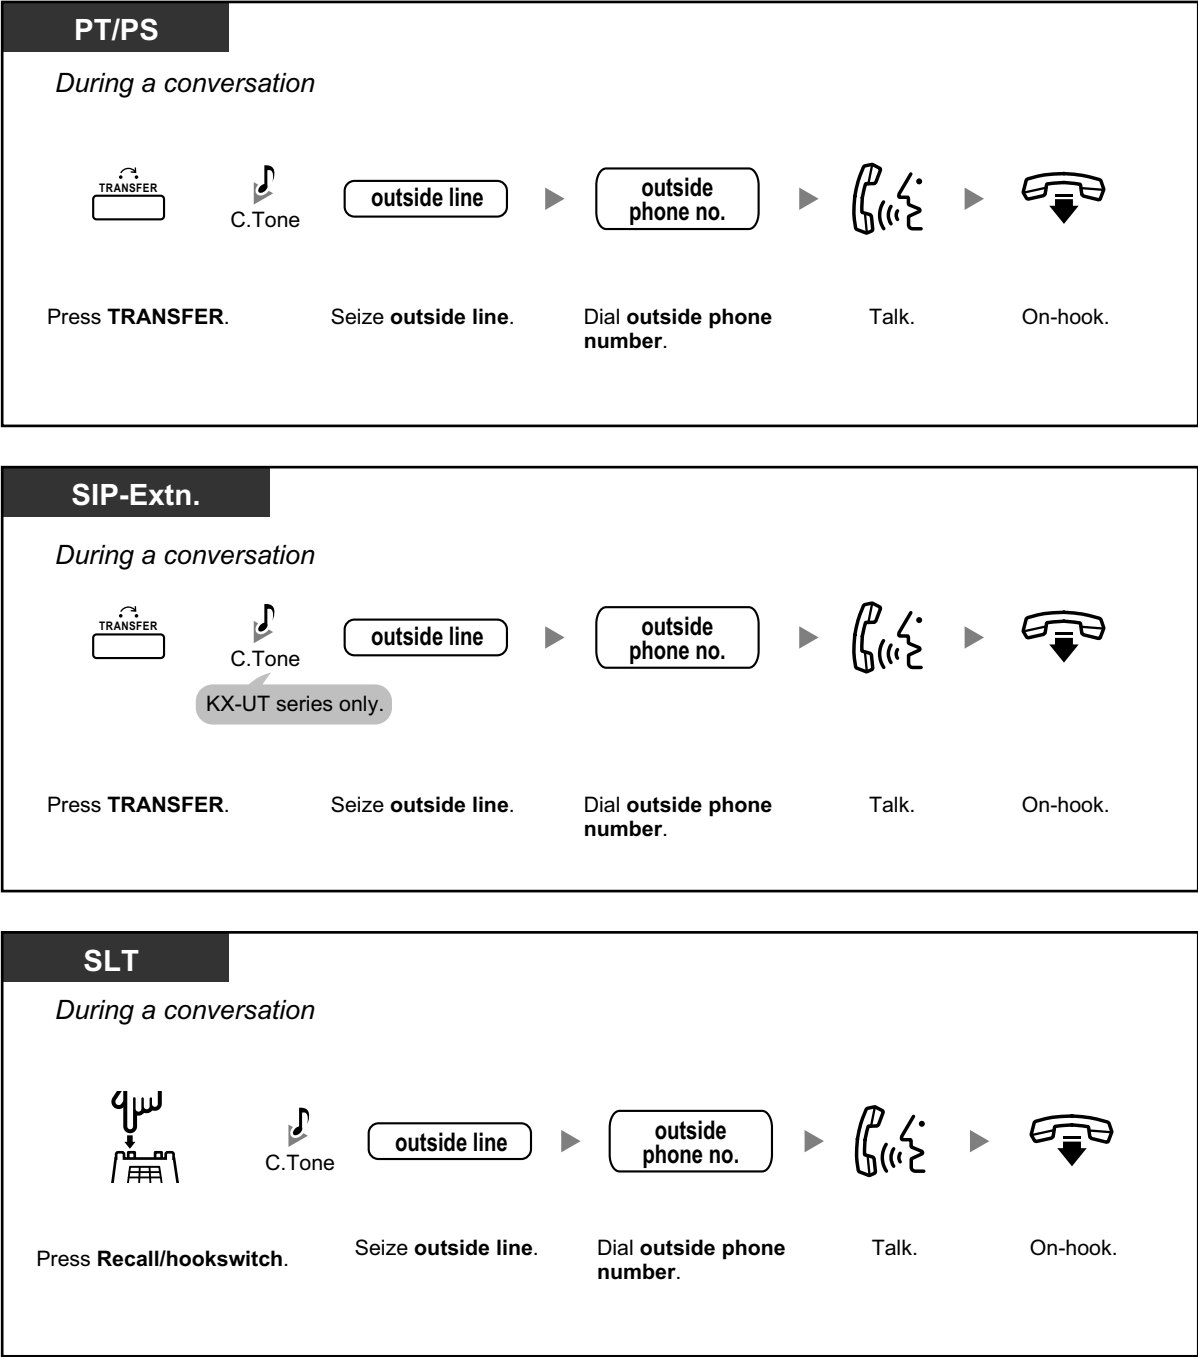 PT/PS
During a conversation
TRANSFER
C.Tone
outside line
outside
phone no.
Press TRANSFER.
Seize outside line.
Dial outside phone
number.
Talk.
On-hook.
SIP-Extn.
During a conversation
TRANSFER
C.Tone
KX-UT series only.
outside line
outside
phone no.
Press TRANSFER.
Seize outside line.
Dial outside phone
number.
Talk.
On-hook.
SLT
During a conversation
C.Tone
outside line
outside
phone no.
Press Recall/hookswitch.
Seize outside line.
Dial outside phone
number.
Talk.
On-hook.